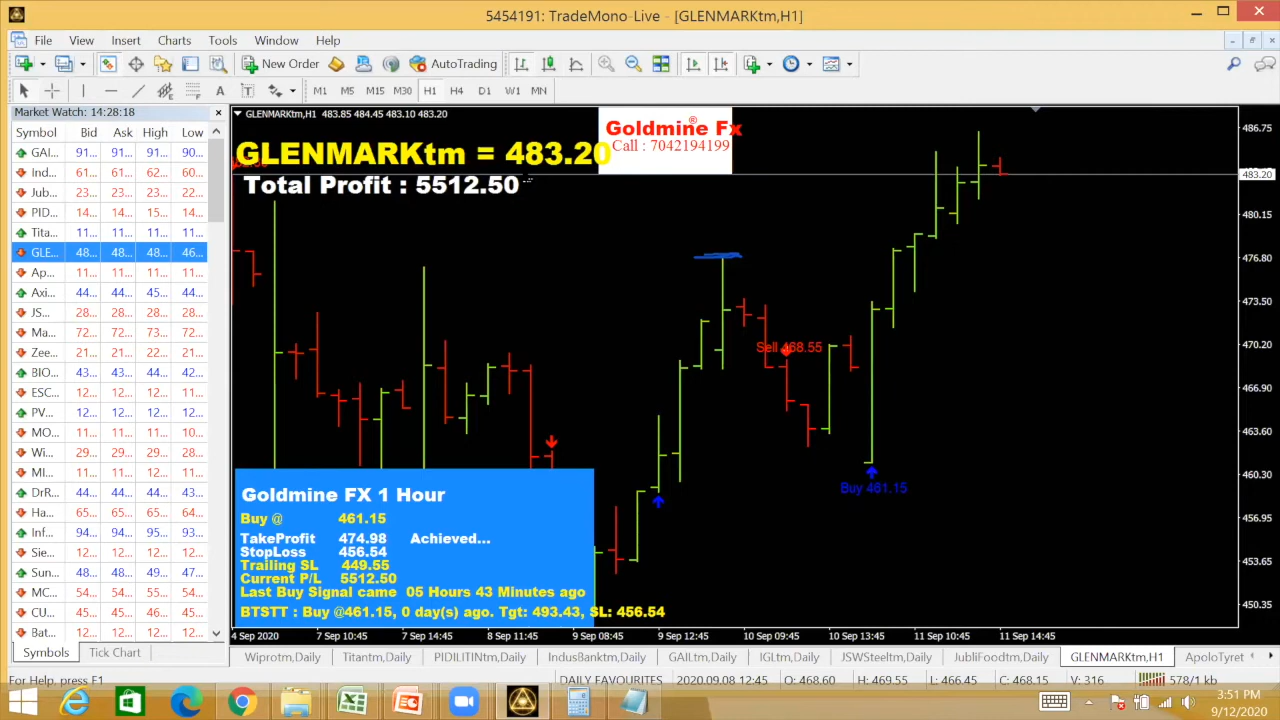 5454191: TradeMono-Live - [GLENMARKtm,H1]
File View Insert Charts Tools Window Help
New Order AutoTrading
M1 M5 M15 M30 H1 H4 D1 W1 MN
Market Watch: 14:28:18
Symbol Bid Ask High Low
GAI... 91... 91... 91... 90...
Ind... 61... 62... 62... 60...
Jub... 23... 23... 23... 22...
PID... 14... 14... 15... 14...
Tita... 11... 11... 11... 11...
GLE... 48... 48... 48... 46...
Ap... 11... 11... 11... 11...
Axi... 44... 44... 45... 44...
JS... 28... 28... 28... 28...
Ma... 72... 72... 73... 72...
Zee... 21... 21... 22... 21...
BIO... 43... 43... 44... 42...
ESC... 12... 12... 12... 11...
PV... 12... 12... 12... 12...
MO... 11... 11... 11... 10...
Wi... 29... 29... 29... 28...
MI... 11... 11... 12... 11...
DrR... 44... 44... 44... 43...
Ha... 65... 65... 66... 65...
Inf... 94... 94... 95... 93...
Sie... 12... 12... 12... 12...
Sun... 48... 48... 49... 47...
MC... 54... 54... 55... 54...
CU... 45... 45... 46... 45...
Bat... 12... 12... 12... 12...
Symbols Tick Chart
GLENMARKtm,H1 483.85 484.45 483.10 483.20
GLENMARKtm = 483.20
Total Profit : 5512.50
Goldmine Fx ®
Call : 7042194199
Sell 468.55
Buy 461.15
486.75
483.20
480.15
476.80
473.50
470.20
466.90
463.60
460.30
456.95
453.65
450.35
Goldmine FX 1 Hour
Buy @ 461.15
TakeProfit 474.98 Achieved...
StopLoss 456.54
Trailing SL 449.55
Current P/L 5512.50
Last Buy Signal came 05 Hours 43 Minutes ago
BTSTT : Buy @461.15, 0 day(s) ago. Tgt: 493.43, SL: 456.54
4 Sep 2020 7 Sep 10:45 7 Sep 14:45 8 Sep 11:45 9 Sep 08:45 9 Sep 12:45 10 Sep 09:45 10 Sep 13:45 11 Sep 10:45 11 Sep 14:45
Wiprotm,Daily Titantm,Daily PIDILITINtm,Daily IndusBanktm,Daily GAILtm,Daily IGLtm,Daily JSWSteeltm,Daily JubliFoodtm,Daily GLENMARKtm,H1 ApoloTyret
For Help, press F1 DAILY FAVOURITES 2020.09.08 12:45 O: 468.60 H: 469.55 L: 466.45 C: 468.15 V: 316 578/1 kb
3:51 PM
9/12/2020